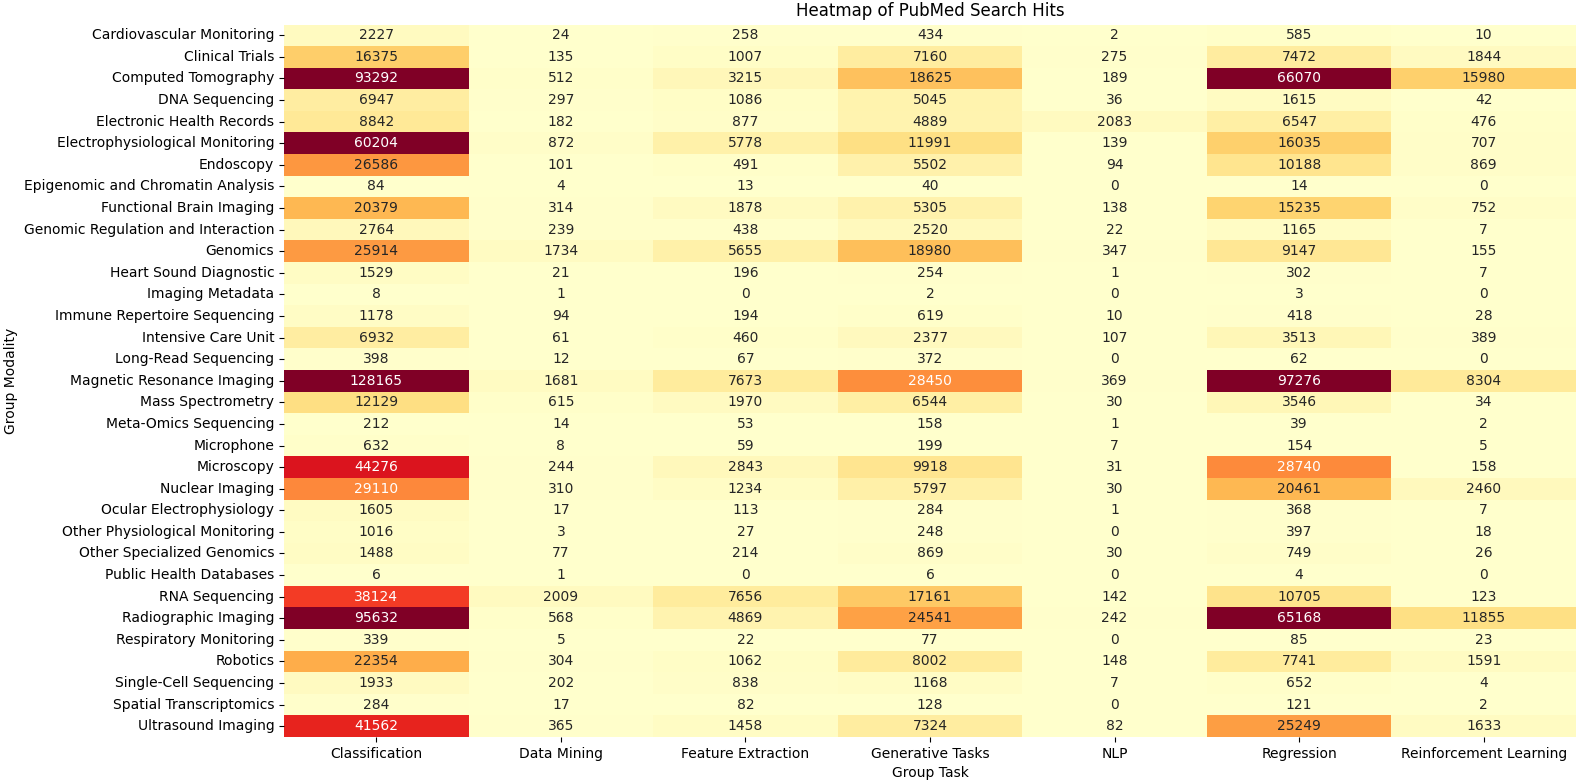 Heatmap of PubMed Search Hits
Group Modality
Cardiovascular Monitoring 2227 24 258 434 2 585 10
Clinical Trials 16375 135 1007 7160 275 7472 1844
Computed Tomography 93292 512 3215 18625 189 66070 15980
DNA Sequencing 6947 297 1086 5045 36 1615 42
Electronic Health Records 8842 182 877 4889 2083 6547 476
Electrophysiological Monitoring 60204 872 5778 11991 139 16035 707
Endoscopy 26586 101 491 5502 94 10188 869
Epigenomic and Chromatin Analysis 84 4 13 40 0 14 0
Functional Brain Imaging 20379 314 1878 5305 138 15235 752
Genomic Regulation and Interaction 2764 239 438 2520 22 1165 7
Genomics 25914 1734 5655 18980 347 9147 155
Heart Sound Diagnostic 1529 21 196 254 1 302 7
Imaging Metadata 8 1 0 2 0 3 0
Immune Repertoire Sequencing 1178 94 194 619 10 418 28
Intensive Care Unit 6932 61 460 2377 107 3513 389
Long-Read Sequencing 398 12 67 372 0 62 0
Magnetic Resonance Imaging 128165 1681 7673 28450 369 97276 8304
Mass Spectrometry 12129 615 1970 6544 30 3546 34
Meta-Omics Sequencing 212 14 53 158 1 39 2
Microphone 632 8 59 199 7 154 5
Microscopy 44276 244 2843 9918 31 28740 158
Nuclear Imaging 29110 310 1234 5797 30 20461 2460
Ocular Electrophysiology 1605 17 113 284 1 368 7
Other Physiological Monitoring 1016 3 27 248 0 397 18
Other Specialized Genomics 1488 77 214 869 30 749 26
Public Health Databases 6 1 0 6 0 4 0
RNA Sequencing 38124 2009 7656 17161 142 10705 123
Radiographic Imaging 95632 568 4869 24541 242 65168 11855
Respiratory Monitoring 339 5 22 77 0 85 23
Robotics 22354 304 1062 8002 148 7741 1591
Single-Cell Sequencing 1933 202 838 1168 7 652 4
Spatial Transcriptomics 284 17 82 128 0 121 2
Ultrasound Imaging 41562 365 1458 7324 82 25249 1633
Classification Data Mining Feature Extraction Generative Tasks NLP Regression Reinforcement Learning
Group Task